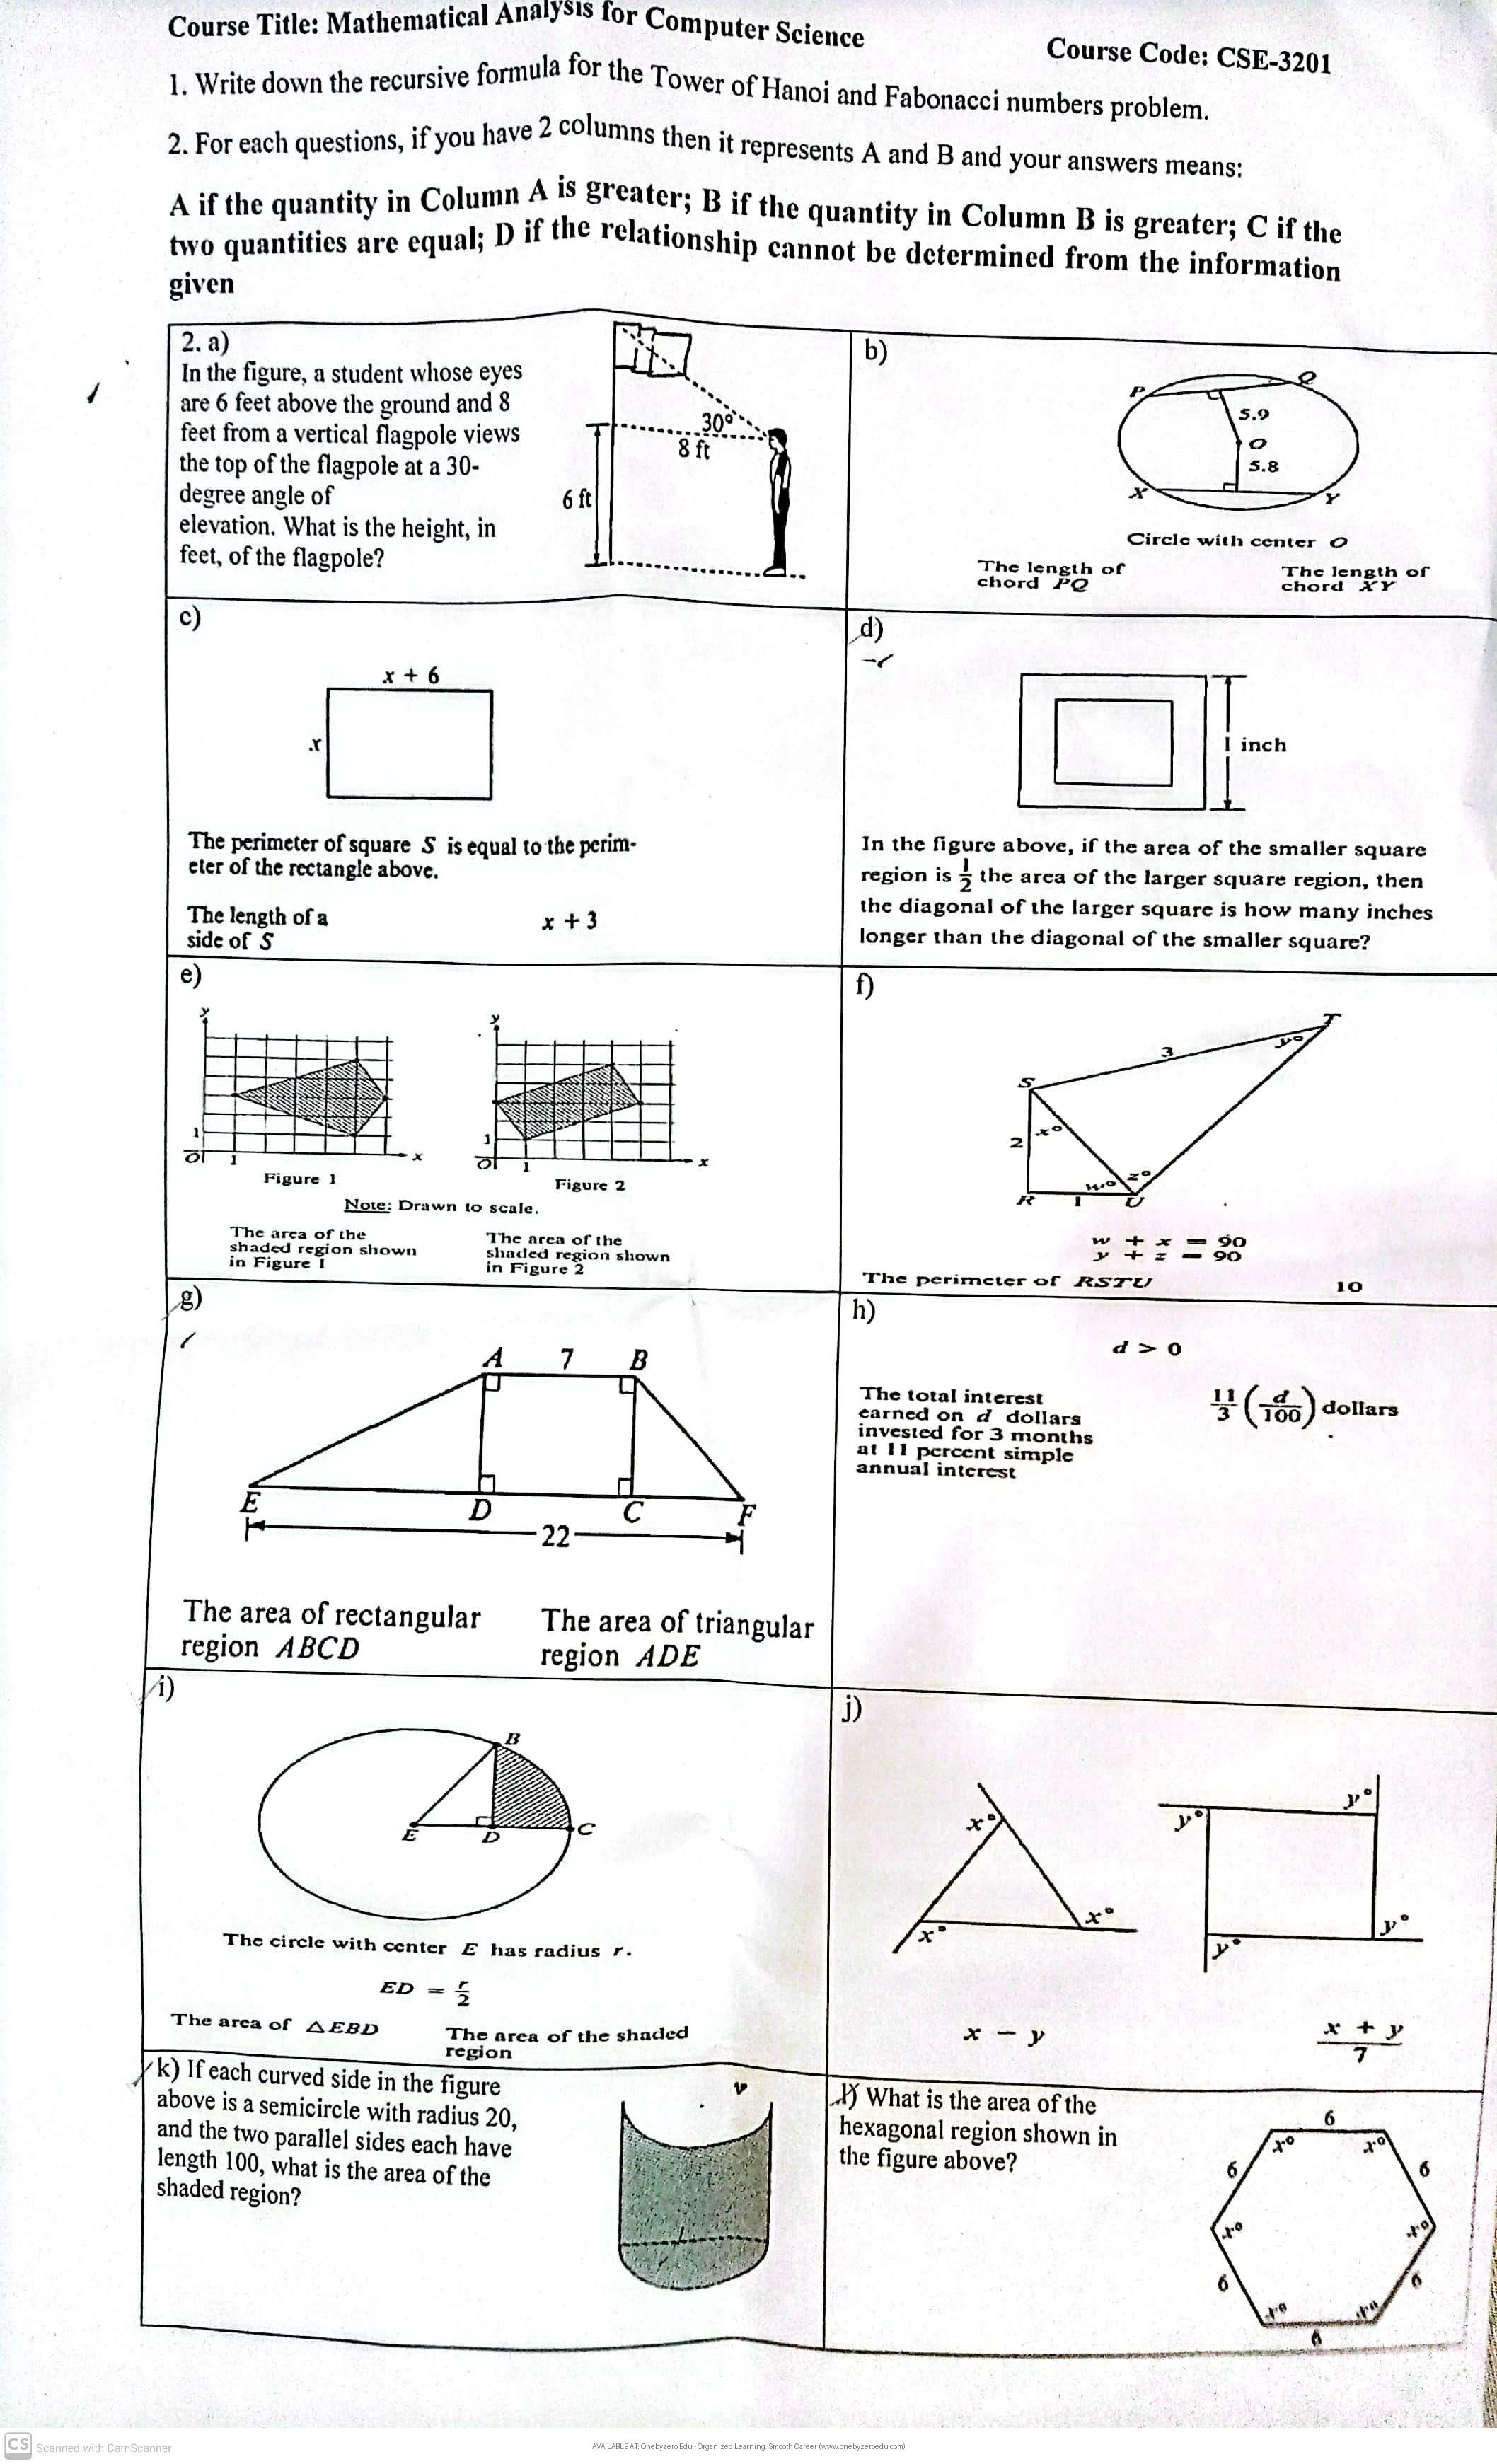 Course Title: Mathematical Analysis for Computer Science
Course Code: CSE-3201
1. Write down the recursive formula for the Tower of Hanoi and Fabonacci numbers problem.
2. For each questions, if you have 2 columns then it represents A and B and your answers means:
A if the quantity in Column A is greater; B if the quantity in Column B is greater; C if the
two quantities are equal; D if the relationship cannot be determined from the information
given
2. a)
In the figure, a student whose eyes
are 6 feet above the ground and 8
feet from a vertical flagpole views
the top of the flagpole at a 30-
degree angle of
elevation. What is the height, in
feet, of the flagpole?
30°
8 ft
6 ft
b)
P
Q
5.9
O
5.8
X
Y
Circle with center O
The length of
chord PQ
The length of
chord XY
c)
x + 6
x
The perimeter of square S is equal to the perim-
eter of the rectangle above.
The length of a
side of S
x + 3
d)
1 inch
In the figure above, if the area of the smaller square
region is 1/2 the area of the larger square region, then
the diagonal of the larger square is how many inches
longer than the diagonal of the smaller square?
e)
y
1
O
1
x
Figure 1
y
1
O
1
x
Figure 2
Note: Drawn to scale.
The area of the
shaded region shown
in Figure 1
The area of the
shaded region shown
in Figure 2
f)
T
3
y°
S
x°
2
z°
w°
R
1
U
w + x = 90
y + z = 90
The perimeter of RSTU
10
g)
A 7 B
E
D
C
F
22
The area of rectangular
region ABCD
The area of triangular
region ADE
h)
d > 0
The total interest
earned on d dollars
invested for 3 months
at 11 percent simple
annual interest
11/3 (d/100) dollars
i)
B
E
D
C
The circle with center E has radius r.
ED = r/2
The area of △EBD
The area of the shaded
region
j)
x°
x°
x°
y°
y°
y°
y°
x − y
x + y
7
k) If each curved side in the figure
above is a semicircle with radius 20,
and the two parallel sides each have
length 100, what is the area of the
shaded region?
l) What is the area of the
hexagonal region shown in
the figure above?
6
x°
x°
6
6
x°
x°
6
6
x°
x°
6
CS Scanned with CamScanner
AVAILABLE AT: Onebyzero Edu - Organized Learning, Smooth Career (www.onebyzeroedu.com)